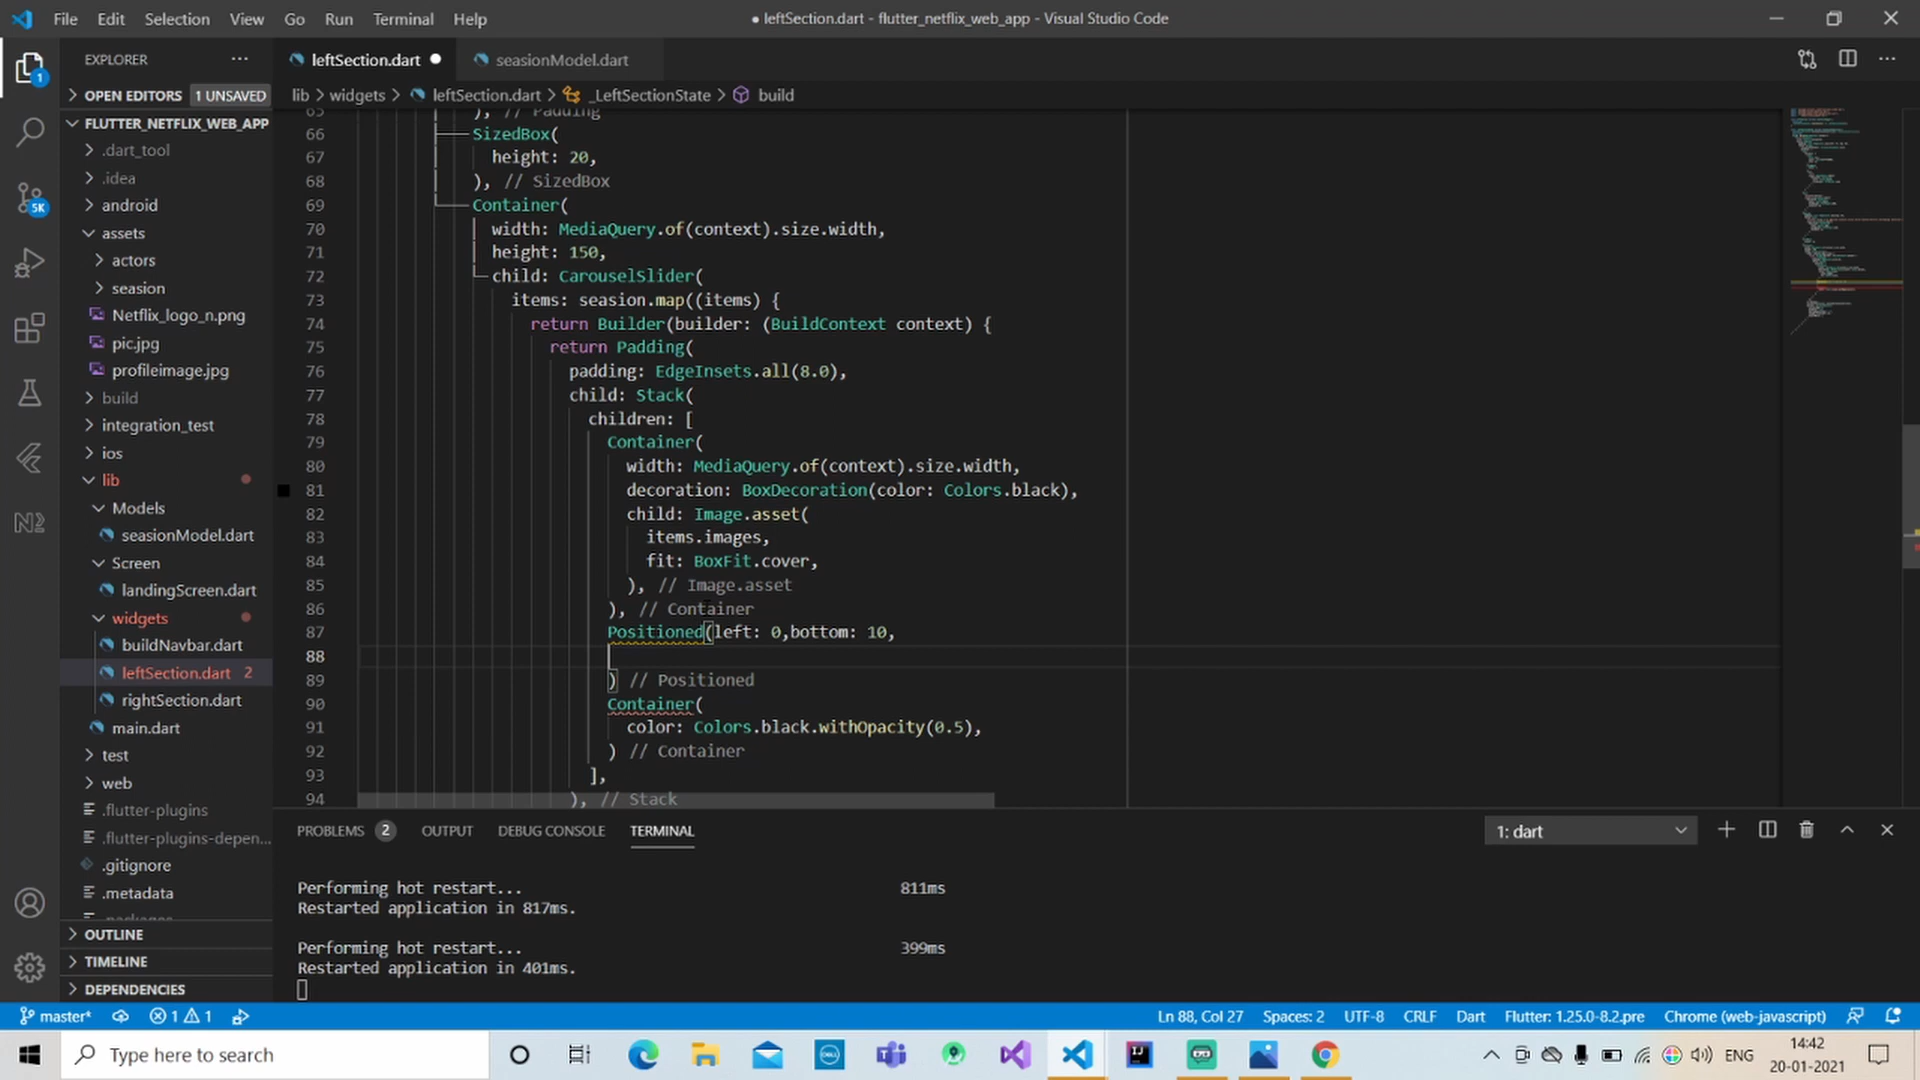 File Edit Selection View Go Run Terminal Help
● leftSection.dart - flutter_netflix_web_app - Visual Studio Code
EXPLORER
OPEN EDITORS 1 UNSAVED
FLUTTER_NETFLIX_WEB_APP
.dart_tool
.idea
android
assets
actors
seasion
Netflix_logo_n.png
pic.jpg
profileimage.jpg
build
integration_test
ios
lib
Models
seasionModel.dart
Screen
landingScreen.dart
widgets
buildNavbar.dart
leftSection.dart 2
rightSection.dart
main.dart
test
web
.flutter-plugins
.flutter-plugins-depen...
.gitignore
.metadata
.packages
OUTLINE
TIMELINE
DEPENDENCIES
1
5K
leftSection.dart ●
seasionModel.dart
lib > widgets > leftSection.dart > _LeftSectionState > build
65 ), // Padding
66 SizedBox(
67 height: 20,
68 ), // SizedBox
69 Container(
70 width: MediaQuery.of(context).size.width,
71 height: 150,
72 child: CarouselSlider(
73 items: seasion.map((items) {
74 return Builder(builder: (BuildContext context) {
75 return Padding(
76 padding: EdgeInsets.all(8.0),
77 child: Stack(
78 children: [
79 Container(
80 width: MediaQuery.of(context).size.width,
81 decoration: BoxDecoration(color: Colors.black),
82 child: Image.asset(
83 items.images,
84 fit: BoxFit.cover,
85 ), // Image.asset
86 ), // Container
87 Positioned(left: 0,bottom: 10,
88
89 ) // Positioned
90 Container(
91 color: Colors.black.withOpacity(0.5),
92 ) // Container
93 ],
94 ), // Stack
PROBLEMS 2 OUTPUT DEBUG CONSOLE TERMINAL
1: dart
Performing hot restart... 811ms
Restarted application in 817ms.
Performing hot restart... 399ms
Restarted application in 401ms.
master* 1 1
Ln 88, Col 27 Spaces: 2 UTF-8 CRLF Dart Flutter: 1.25.0-8.2.pre Chrome (web-javascript)
Type here to search
DELL
ENG
14:42
20-01-2021